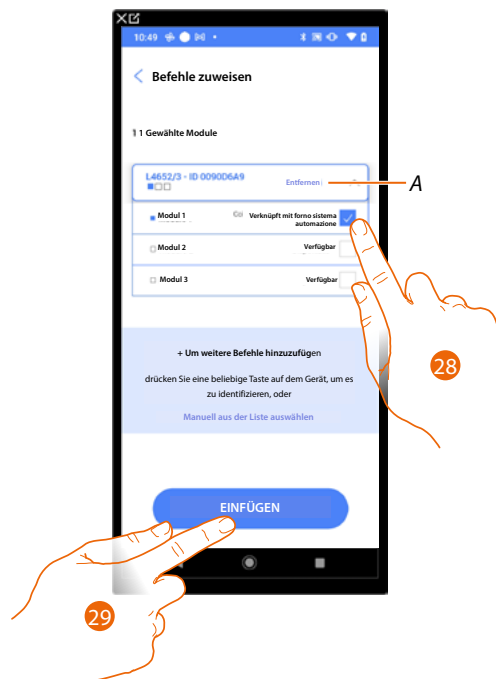 10:49
Befehle zuweisen
1 1 Gewählte Module
L4652/3 - ID 0090D6A9
Entfernen
A
Modul 1
Verknüpft mit forno sistema
automazione
Modul 2
Verfügbar
Modul 3
Verfügbar
28
+ Um weitere Befehle hinzuzufügen
drücken Sie eine beliebige Taste auf dem Gerät, um es
zu identifizieren, oder
Manuell aus der Liste auswählen
EINFÜGEN
29